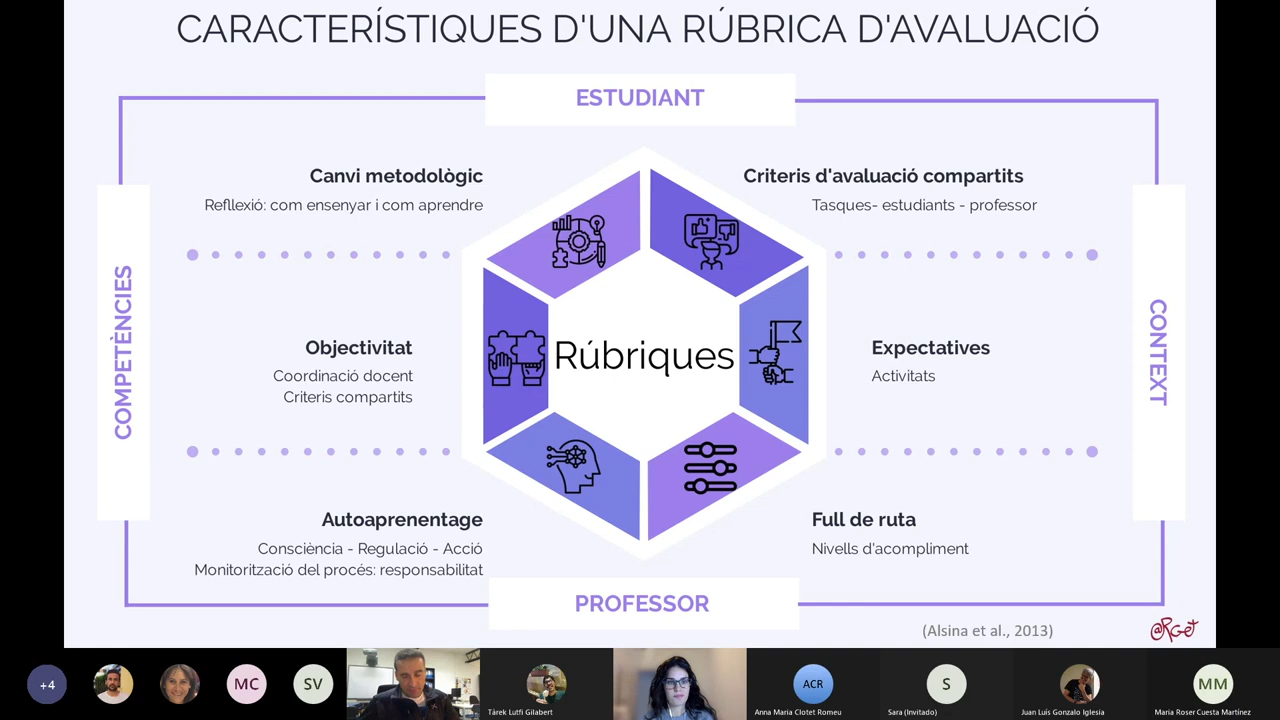 CARACTERÍSTIQUES D'UNA RÚBRICA D'AVALUACIÓ
ESTUDIANT
Canvi metodològic
Refllexió: com ensenyar i com aprendre
Criteris d'avaluació compartits
Tasques- estudiants - professor
COMPETÈNCIES
Objectivitat
Coordinació docent
Criteris compartits
Rúbriques
Expectatives
Activitats
CONTEXT
Autoaprenentage
Consciència - Regulació - Acció
Monitorització del procés: responsabilitat
Full de ruta
Nivells d'acompliment
PROFESSOR
(Alsina et al., 2013)
@RGet
+4
MC
SV
Tàrek Lutfi Gilabert
ACR
Anna Maria Clotet Romeu
S
Sara (Invitado)
Juan Luis Gonzalo Iglesia
MM
Maria Roser Cuesta Martínez